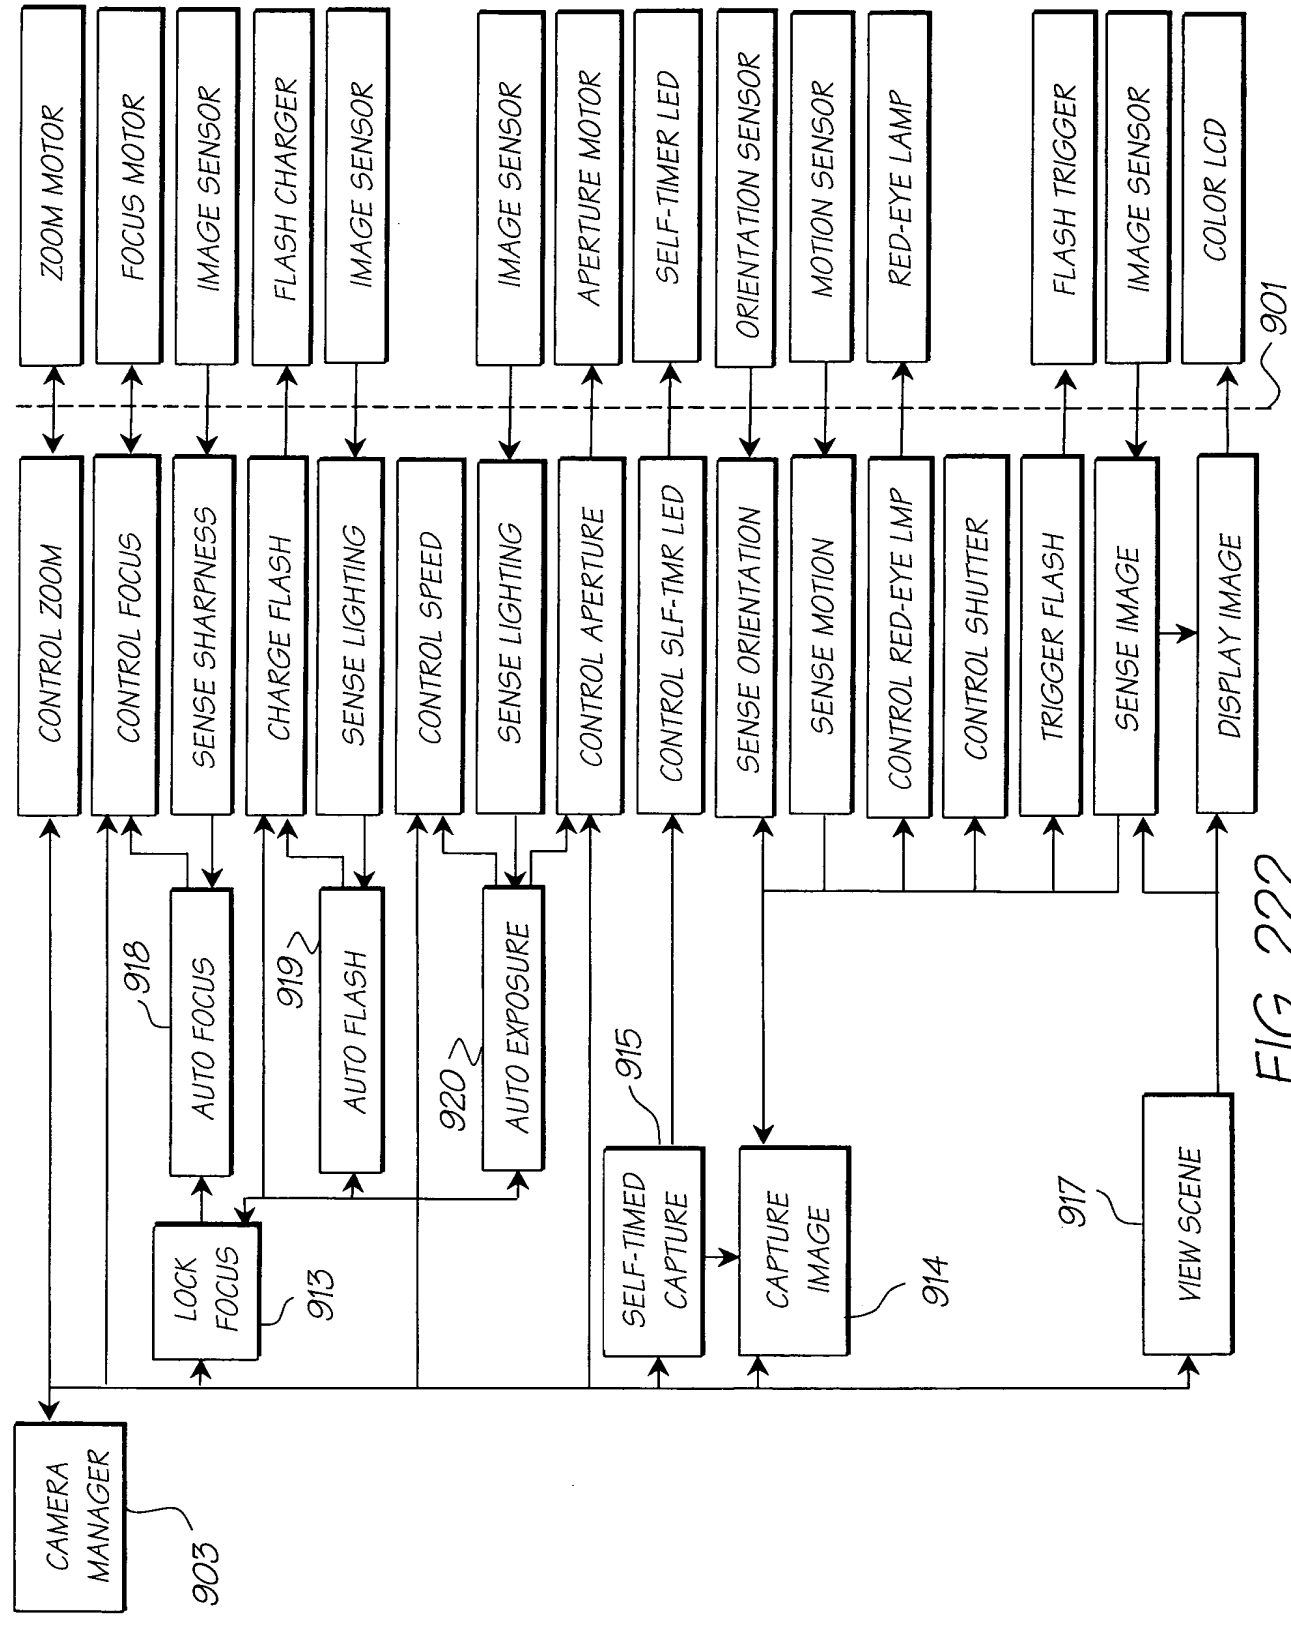 CAMERA
MANAGER
903
LOCK
FOCUS
913
SELF-TIMED
CAPTURE
915
CAPTURE
IMAGE
914
VIEW SCENE
917
AUTO FOCUS
918
AUTO FLASH
919
AUTO EXPOSURE
920
CONTROL ZOOM
CONTROL FOCUS
SENSE SHARPNESS
CHARGE FLASH
SENSE LIGHTING
CONTROL SPEED
SENSE LIGHTING
CONTROL APERTURE
CONTROL SLF-TMR LED
SENSE ORIENTATION
SENSE MOTION
CONTROL RED-EYE LMP
CONTROL SHUTTER
TRIGGER FLASH
SENSE IMAGE
DISPLAY IMAGE
ZOOM MOTOR
FOCUS MOTOR
IMAGE SENSOR
FLASH CHARGER
IMAGE SENSOR
IMAGE SENSOR
APERTURE MOTOR
SELF-TIMER LED
ORIENTATION SENSOR
MOTION SENSOR
RED-EYE LAMP
FLASH TRIGGER
IMAGE SENSOR
COLOR LCD
901
FIG. 222